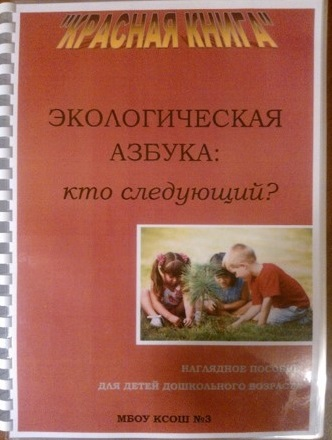 "КРАСНАЯ КНИГА"
ЭКОЛОГИЧЕСКАЯ
АЗБУКА:
кто следующий?
НАГЛЯДНОЕ ПОСОБИЕ
ДЛЯ ДЕТЕЙ ДОШКОЛЬНОГО ВОЗРАСТА
МБОУ КСОШ №3